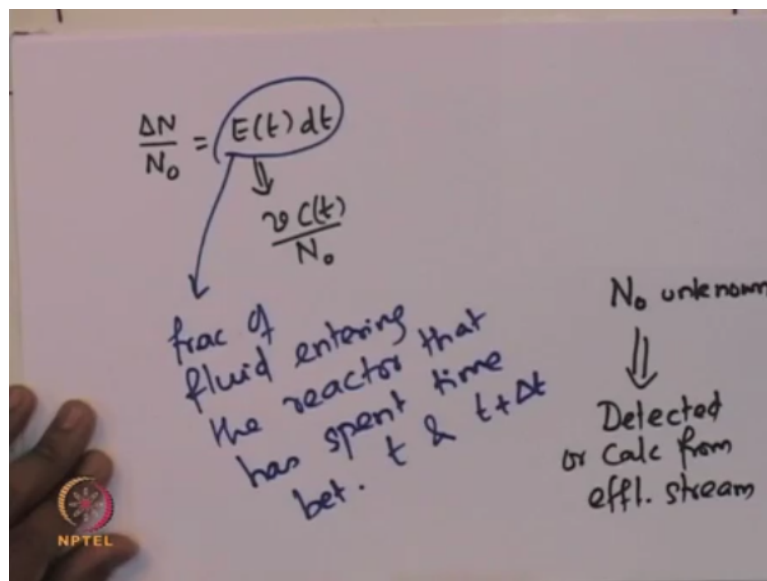 ΔN/N₀ = E(t) dt
v C(t)/N₀
frac of
fluid entering
the reactor that
has spent time
bet. t & t+Δt
N₀ unknown
Detected
or Calc from
effl. stream
NPTEL